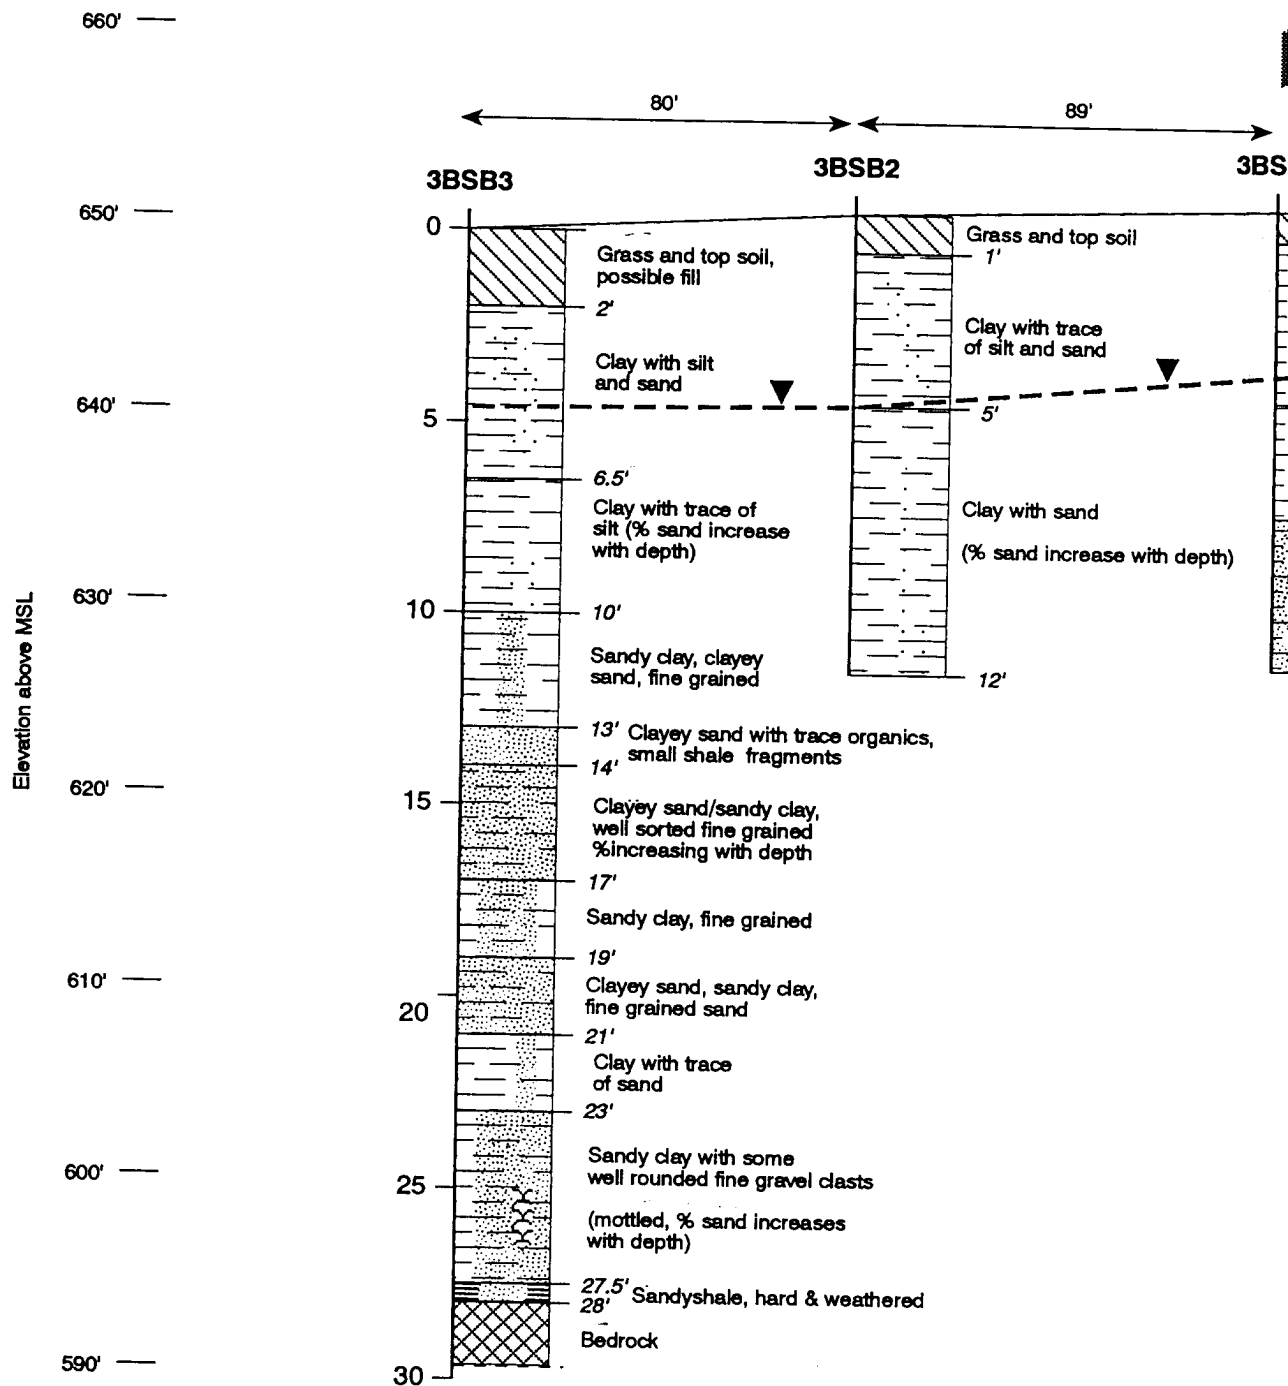 660'
80'
89'
3BSB3
3BSB2
3BS
650'
0
Grass and top soil,
possible fill
2'
Grass and top soil
1'
Clay with silt
and sand
Clay with trace
of silt and sand
640'
5
5'
6.5'
Clay with trace of
silt (% sand increase
with depth)
Clay with sand
(% sand increase with depth)
Elevation above MSL
630'
10
10'
Sandy clay, clayey
sand, fine grained
12'
13'
Clayey sand with trace organics,
small shale fragments
14'
620'
15
Clayey sand/sandy clay,
well sorted fine grained
%increasing with depth
17'
Sandy clay, fine grained
19'
610'
20
Clayey sand, sandy clay,
fine grained sand
21'
Clay with trace
of sand
23'
600'
25
Sandy clay with some
well rounded fine gravel clasts
(mottled, % sand increases
with depth)
27.5'
Sandyshale, hard & weathered
28'
Bedrock
590'
30